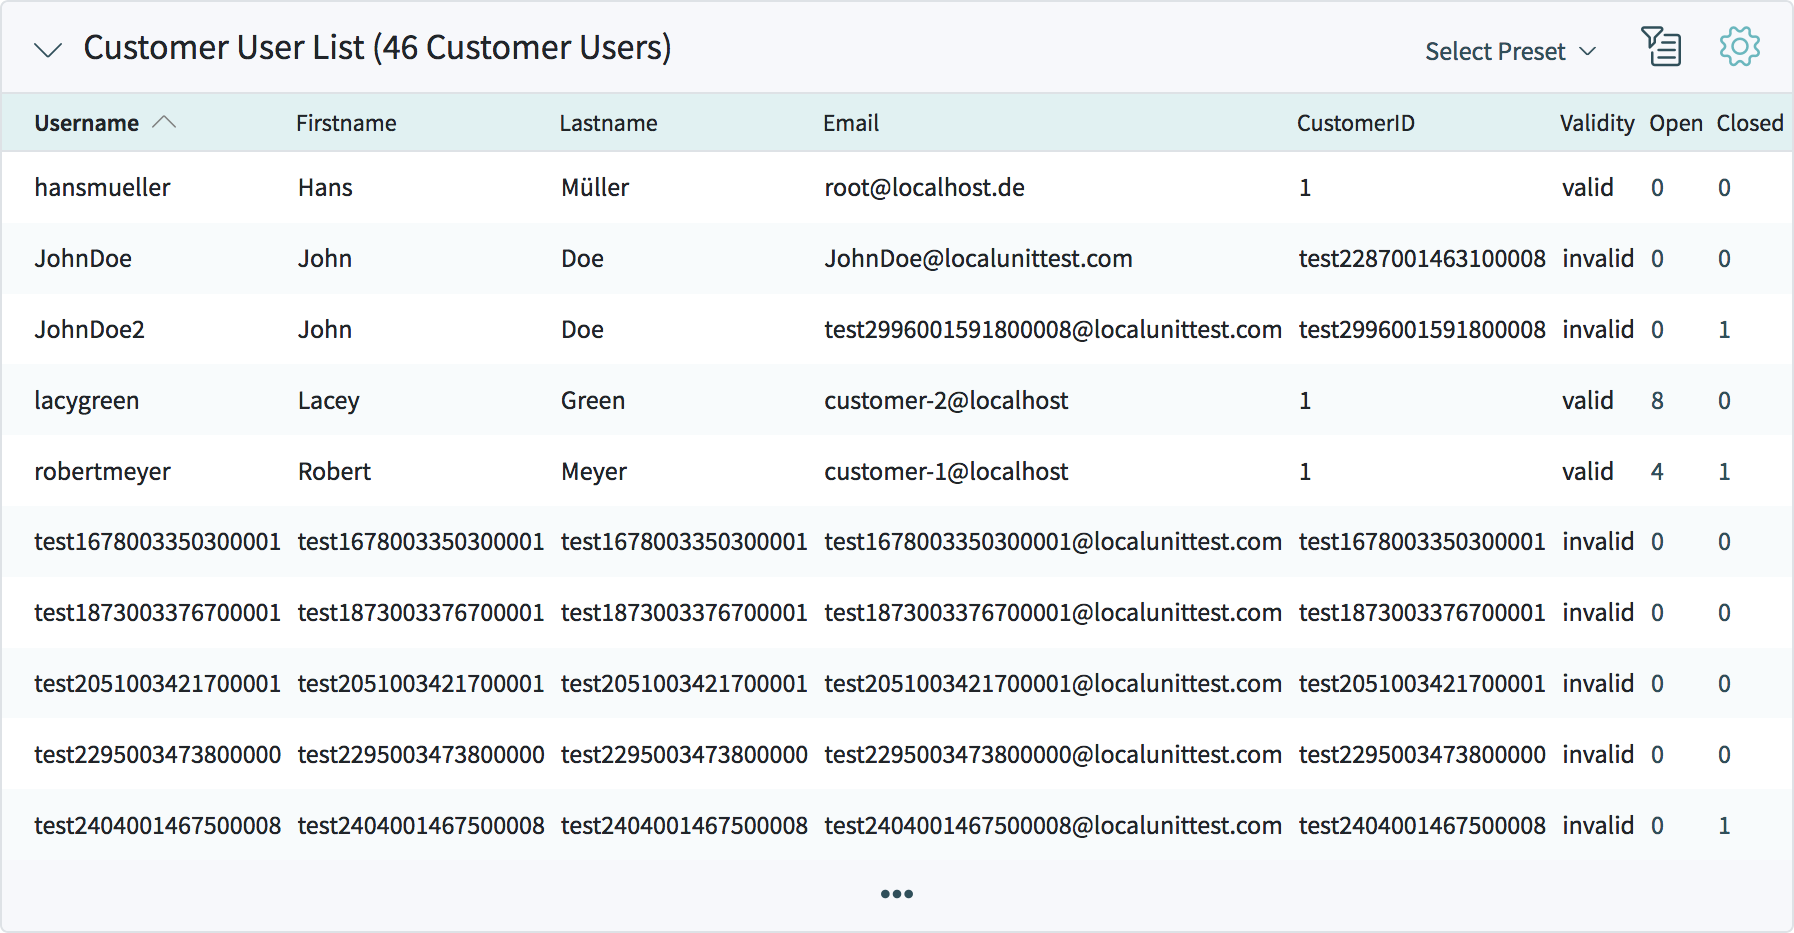 Customer User List (46 Customer Users) Select Preset
Username Firstname Lastname Email CustomerID Validity Open Closed
hansmueller Hans Müller root@localhost.de 1 valid 0 0
JohnDoe John Doe JohnDoe@localunittest.com test2287001463100008 invalid 0 0
JohnDoe2 John Doe test2996001591800008@localunittest.com test2996001591800008 invalid 0 1
lacygreen Lacey Green customer-2@localhost 1 valid 8 0
robertmeyer Robert Meyer customer-1@localhost 1 valid 4 1
test1678003350300001 test1678003350300001 test1678003350300001 test1678003350300001@localunittest.com test1678003350300001 invalid 0 0
test1873003376700001 test1873003376700001 test1873003376700001 test1873003376700001@localunittest.com test1873003376700001 invalid 0 0
test2051003421700001 test2051003421700001 test2051003421700001 test2051003421700001@localunittest.com test2051003421700001 invalid 0 0
test2295003473800000 test2295003473800000 test2295003473800000 test2295003473800000@localunittest.com test2295003473800000 invalid 0 0
test2404001467500008 test2404001467500008 test2404001467500008 test2404001467500008@localunittest.com test2404001467500008 invalid 0 1